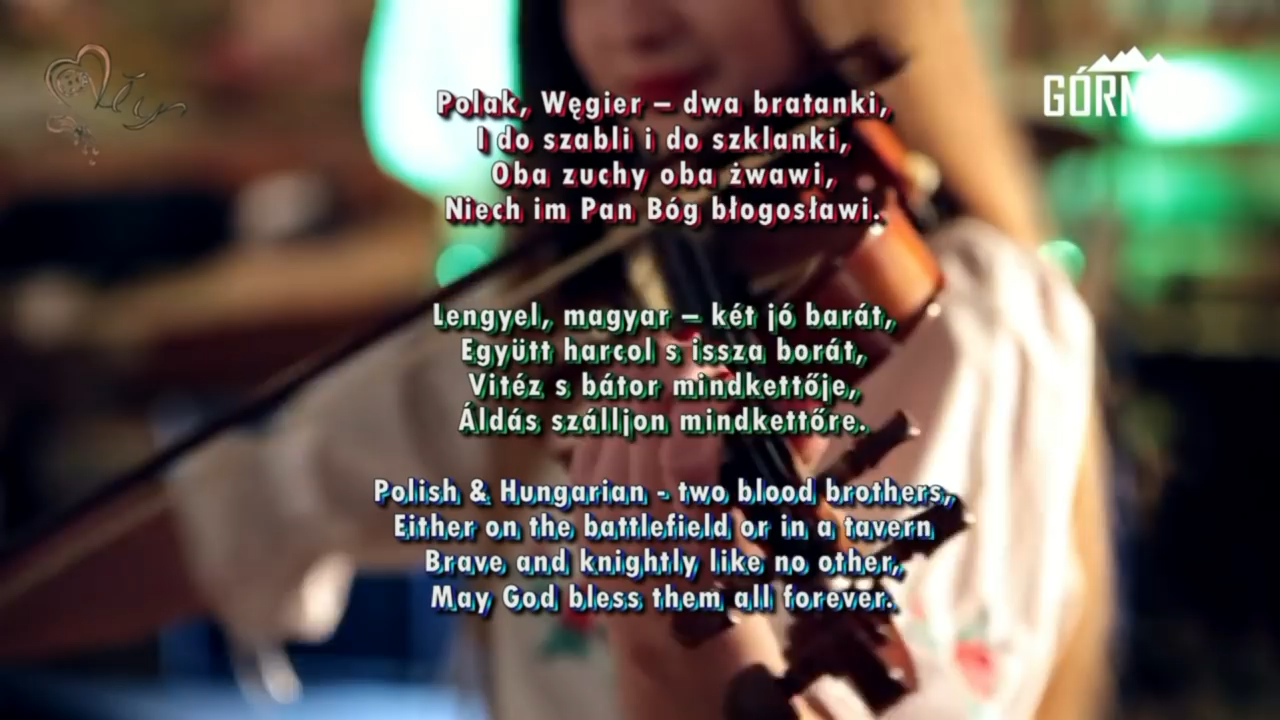 Polak, Węgier – dwa bratanki,
I do szabli i do szklanki,
Oba zuchy oba żwawi,
Niech im Pan Bóg błogosławi.
Lengyel, magyar – két jó barát,
Együtt harcol s issza borát,
Vitéz s bátor mindkettője,
Áldás szálljon mindkettőre.
Polish & Hungarian - two blood brothers,
Either on the battlefield or in a tavern
Brave and knightly like no other,
May God bless them all forever.